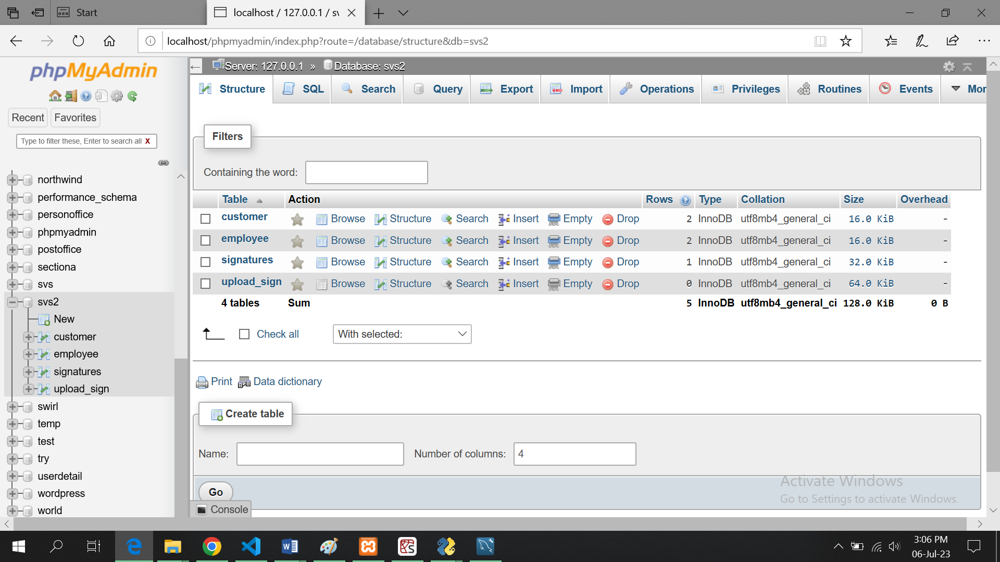 Start
localhost / 127.0.0.1 / sv
localhost/phpmyadmin/index.php?route=/database/structure&db=svs2
phpMyAdmin
Recent Favorites
Type to filter these, Enter to search all X
northwind
performance_schema
personoffice
phpmyadmin
postoffice
sectiona
svs
svs2
New
customer
employee
signatures
upload_sign
swirl
temp
test
try
userdetail
wordpress
world
Server: 127.0.0.1 » Database: svs2
Structure SQL Search Query Export Import Operations Privileges Routines Events Mor
Filters
Containing the word:
Table Action Rows Type Collation Size Overhead
customer Browse Structure Search Insert Empty Drop 2 InnoDB utf8mb4_general_ci 16.0 KiB -
employee Browse Structure Search Insert Empty Drop 2 InnoDB utf8mb4_general_ci 16.0 KiB -
signatures Browse Structure Search Insert Empty Drop 1 InnoDB utf8mb4_general_ci 32.0 KiB -
upload_sign Browse Structure Search Insert Empty Drop 0 InnoDB utf8mb4_general_ci 64.0 KiB -
4 tables Sum 5 InnoDB utf8mb4_general_ci 128.0 KiB 0 B
Check all With selected:
Print Data dictionary
Create table
Name: Number of columns: 4
Go
Console
Activate Windows
Go to Settings to activate Windows.
3:06 PM
06-Jul-23